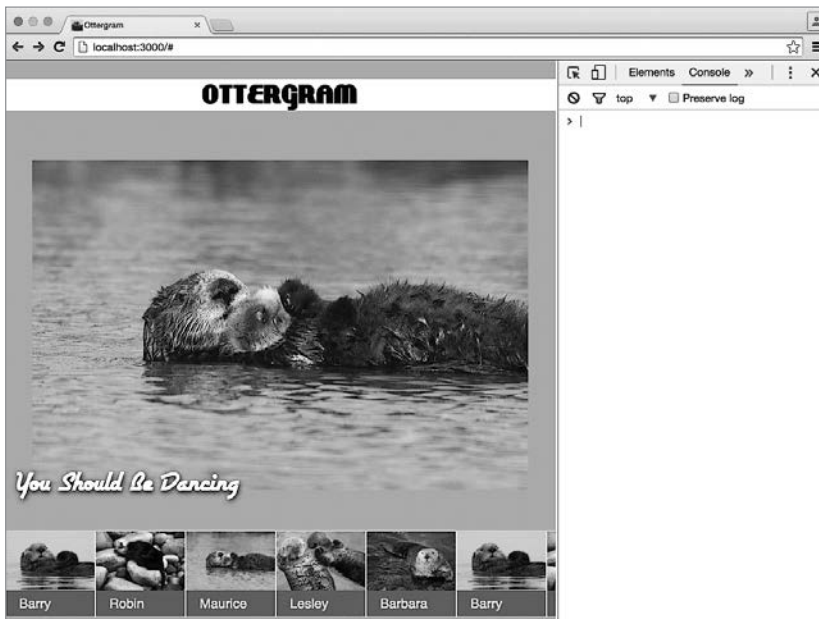 Ottergram
localhost:3000/#
Elements Console »
top Preserve log
>
OTTERGRAM
You Should Be Dancing
Barry Robin Maurice Lesley Barbara Barry